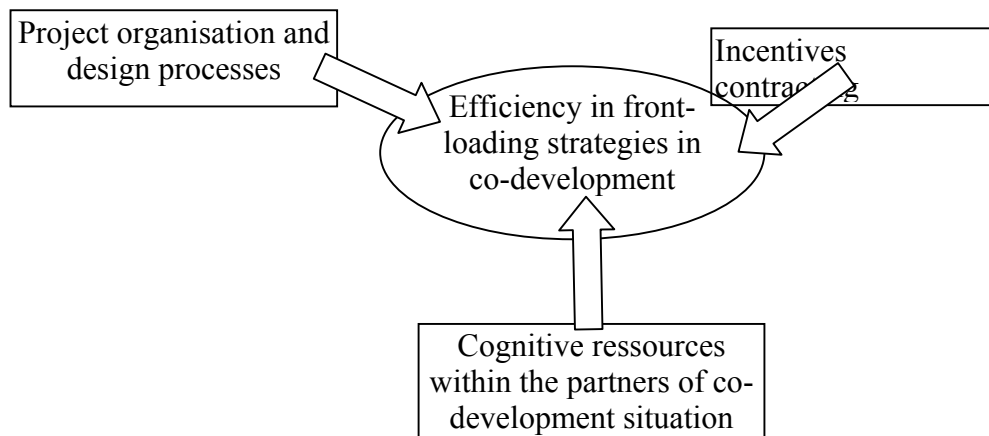 Project organisation and
design processes
Incentives
contracting
Efficiency in front-
loading strategies in
co-development
Cognitive ressources
within the partners of co-
development situation